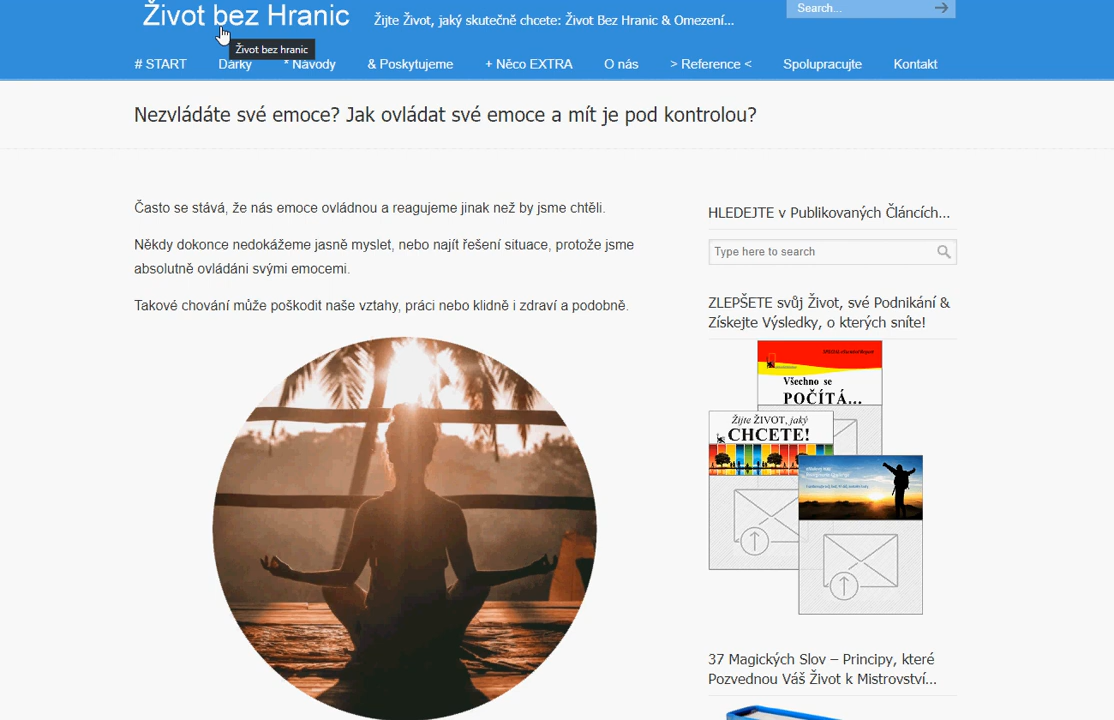 Život bez Hranic
Žijte Život, jaký skutečně chcete: Život Bez Hranic & Omezení...
Search...
Život bez hranic
# START
Dárky
* Návody
& Poskytujeme
+ Něco EXTRA
O nás
> Reference <
Spolupracujte
Kontakt
Nezvládáte své emoce? Jak ovládat své emoce a mít je pod kontrolou?
Často se stává, že nás emoce ovládnou a reagujeme jinak než by jsme chtěli.
Někdy dokonce nedokážeme jasně myslet, nebo najít řešení situace, protože jsme
absolutně ovládáni svými emocemi.
Takové chování může poškodit naše vztahy, práci nebo klidně i zdraví a podobně.
HLEDEJTE v Publikovaných Článcích...
Type here to search
ZLEPŠETE svůj Život, své Podnikání &
Získejte Výsledky, o kterých sníte!
Všechno se
POČÍTÁ...
Žijte ŽIVOT, jaký
CHCETE!
37 Magických Slov – Principy, které
Pozvednou Váš Život k Mistrovství...